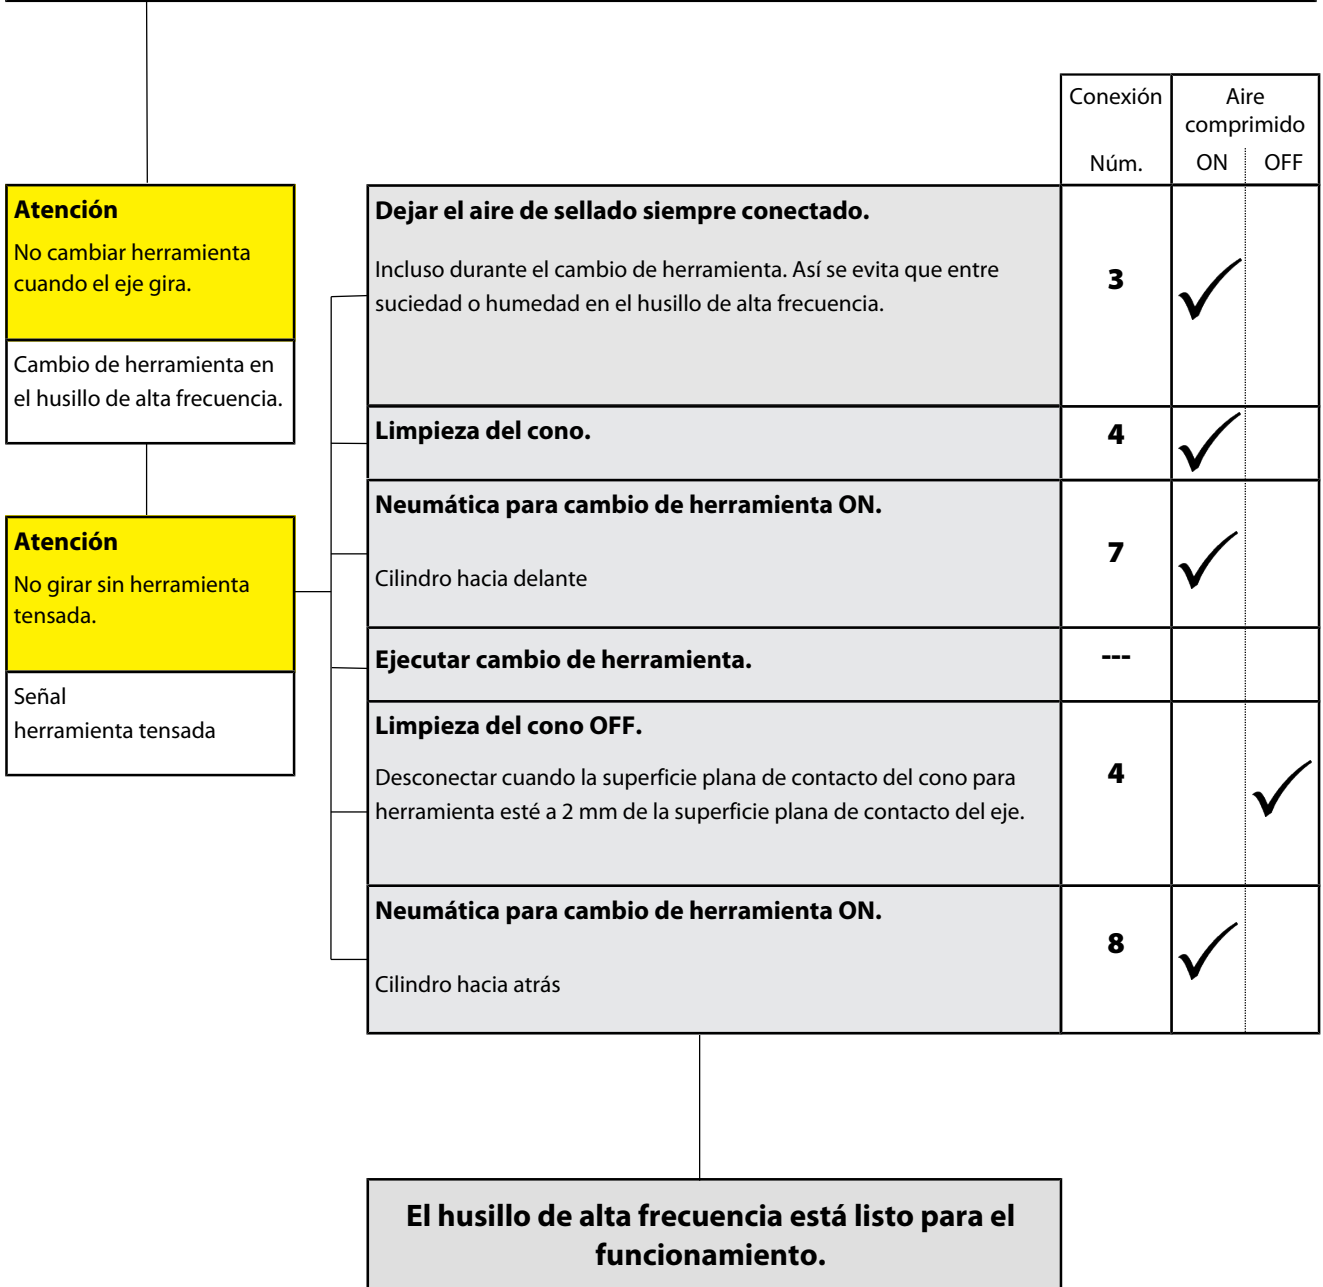 Conexión
Núm.
Aire
comprimido
ON OFF
Atención
No cambiar herramienta
cuando el eje gira.
Cambio de herramienta en
el husillo de alta frecuencia.
Atención
No girar sin herramienta
tensada.
Señal
herramienta tensada
Dejar el aire de sellado siempre conectado.
Incluso durante el cambio de herramienta. Así se evita que entre
suciedad o humedad en el husillo de alta frecuencia.
3
Limpieza del cono.
4
Neumática para cambio de herramienta ON.
Cilindro hacia delante
7
Ejecutar cambio de herramienta.
---
Limpieza del cono OFF.
Desconectar cuando la superficie plana de contacto del cono para
herramienta esté a 2 mm de la superficie plana de contacto del eje.
4
Neumática para cambio de herramienta ON.
Cilindro hacia atrás
8
El husillo de alta frecuencia está listo para el
funcionamiento.